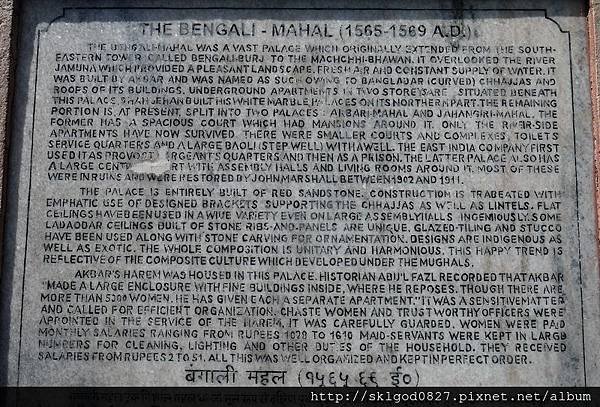 THE BENGALI - MAHAL (1565-1569 A.D.)
THE BENGALI-MAHAL WAS A VAST PALACE WHICH ORIGINALLY EXTENDED FROM THE SOUTH-
EASTERN TOWER CALLED BENGALI-BURJ TO THE MACHCHHI-BHAWAN. IT OVERLOOKED THE RIVER
JAMUNA WHICH PROVIDED A PLEASANT LANDSCAPE, FRESH AIR AND CONSTANT SUPPLY OF WATER. IT
WAS BUILT BY AKBAR AND WAS NAMED AS SUCH OWING TO BANGLADAR (CURVED) CHHAJJAS AND
ROOFS OF ITS BUILDINGS. UNDERGROUND APARTMENTS IN TWO STOREYS ARE SITUATED BENEATH
THIS PALACE. SHAH JEHAN BUILT HIS WHITE MARBLE PALACES ON ITS NORTHERN PART. THE REMAINING
PORTION IS, AT PRESENT, SPLIT INTO TWO PALACES: AKBARI-MAHAL AND JAHANGIRI-MAHAL. THE
FORMER HAS A SPACIOUS COURT WHICH HAD MANSIONS AROUND IT. ONLY THE RIVER-SIDE
APARTMENTS HAVE NOW SURVIVED. THERE WERE SMALLER COURTS AND COMPLEXES, TOILETS
SERVICE QUARTERS AND A LARGE BAOLI (STEP WELL) WITH A WELL. THE EAST INDIA COMPANY FIRST
USED IT AS PROVOST SERGEANT'S QUARTERS AND THEN AS A PRISON. THE LATTER PALACE ALSO HAS
A LARGE CENTRAL COURT WITH ASSEMBLY HALLS AND LIVING ROOMS AROUND IT. MOST OF THESE
WERE IN RUINS AND WERE RESTORED BY JOHN MARSHALL BETWEEN 1902 AND 1911.
THE PALACE IS ENTIRELY BUILT OF RED SANDSTONE. CONSTRUCTION IS TRABEATED WITH
EMPHATIC USE OF DESIGNED BRACKETS SUPPORTING THE CHHAJJAS AS WELL AS LINTELS. FLAT
CEILINGS HAVE BEEN USED IN A WIDE VARIETY EVEN ON LARGE ASSEMBLY HALLS INGENIOUSLY. SOME
LADAODAR CEILINGS BUILT OF STONE RIBS-AND-PANELS ARE UNIQUE. GLAZED-TILING AND STUCCO
HAVE BEEN USED ALONG WITH STONE CARVING FOR ORNAMENTATION. DESIGNS ARE INDIGENOUS AS
WELL AS EXOTIC. THE WHOLE COMPOSITION IS UNITARY AND HARMONIOUS. THIS HAPPY TREND IS
REFLECTIVE OF THE COMPOSITE CULTURE WHICH DEVELOPED UNDER THE MUGHALS.
AKBAR'S HAREM WAS HOUSED IN THIS PALACE. HISTORIAN ABU'L FAZL RECORDED THAT AKBAR
"MADE A LARGE ENCLOSURE WITH FINE BUILDINGS INSIDE, WHERE HE REPOSES. THOUGH THERE ARE
MORE THAN 5000 WOMEN, HE HAS GIVEN EACH A SEPARATE APARTMENT." IT WAS A SENSITIVE MATTER
AND CALLED FOR EFFICIENT ORGANIZATION. CHASTE WOMEN AND TRUSTWORTHY OFFICERS WERE
APPOINTED IN THE SERVICE OF THE HAREM. IT WAS CAREFULLY GUARDED. WOMEN WERE PAID
MONTHLY SALARIES RANGING FROM RUPEES 1028 TO 1610 MAID-SERVANTS WERE KEPT IN LARGE
NUMBERS FOR CLEANING, LIGHTING AND OTHER DUTIES OF THE HOUSEHOLD. THEY RECEIVED
SALARIES FROM RUPEES 2 TO 51. ALL THIS WAS WELL ORGANIZED AND KEPT IN PERFECT ORDER.
बंगाली महल (१५६५-६६ ई०)
http://sklgod0827.pixnet.net/album